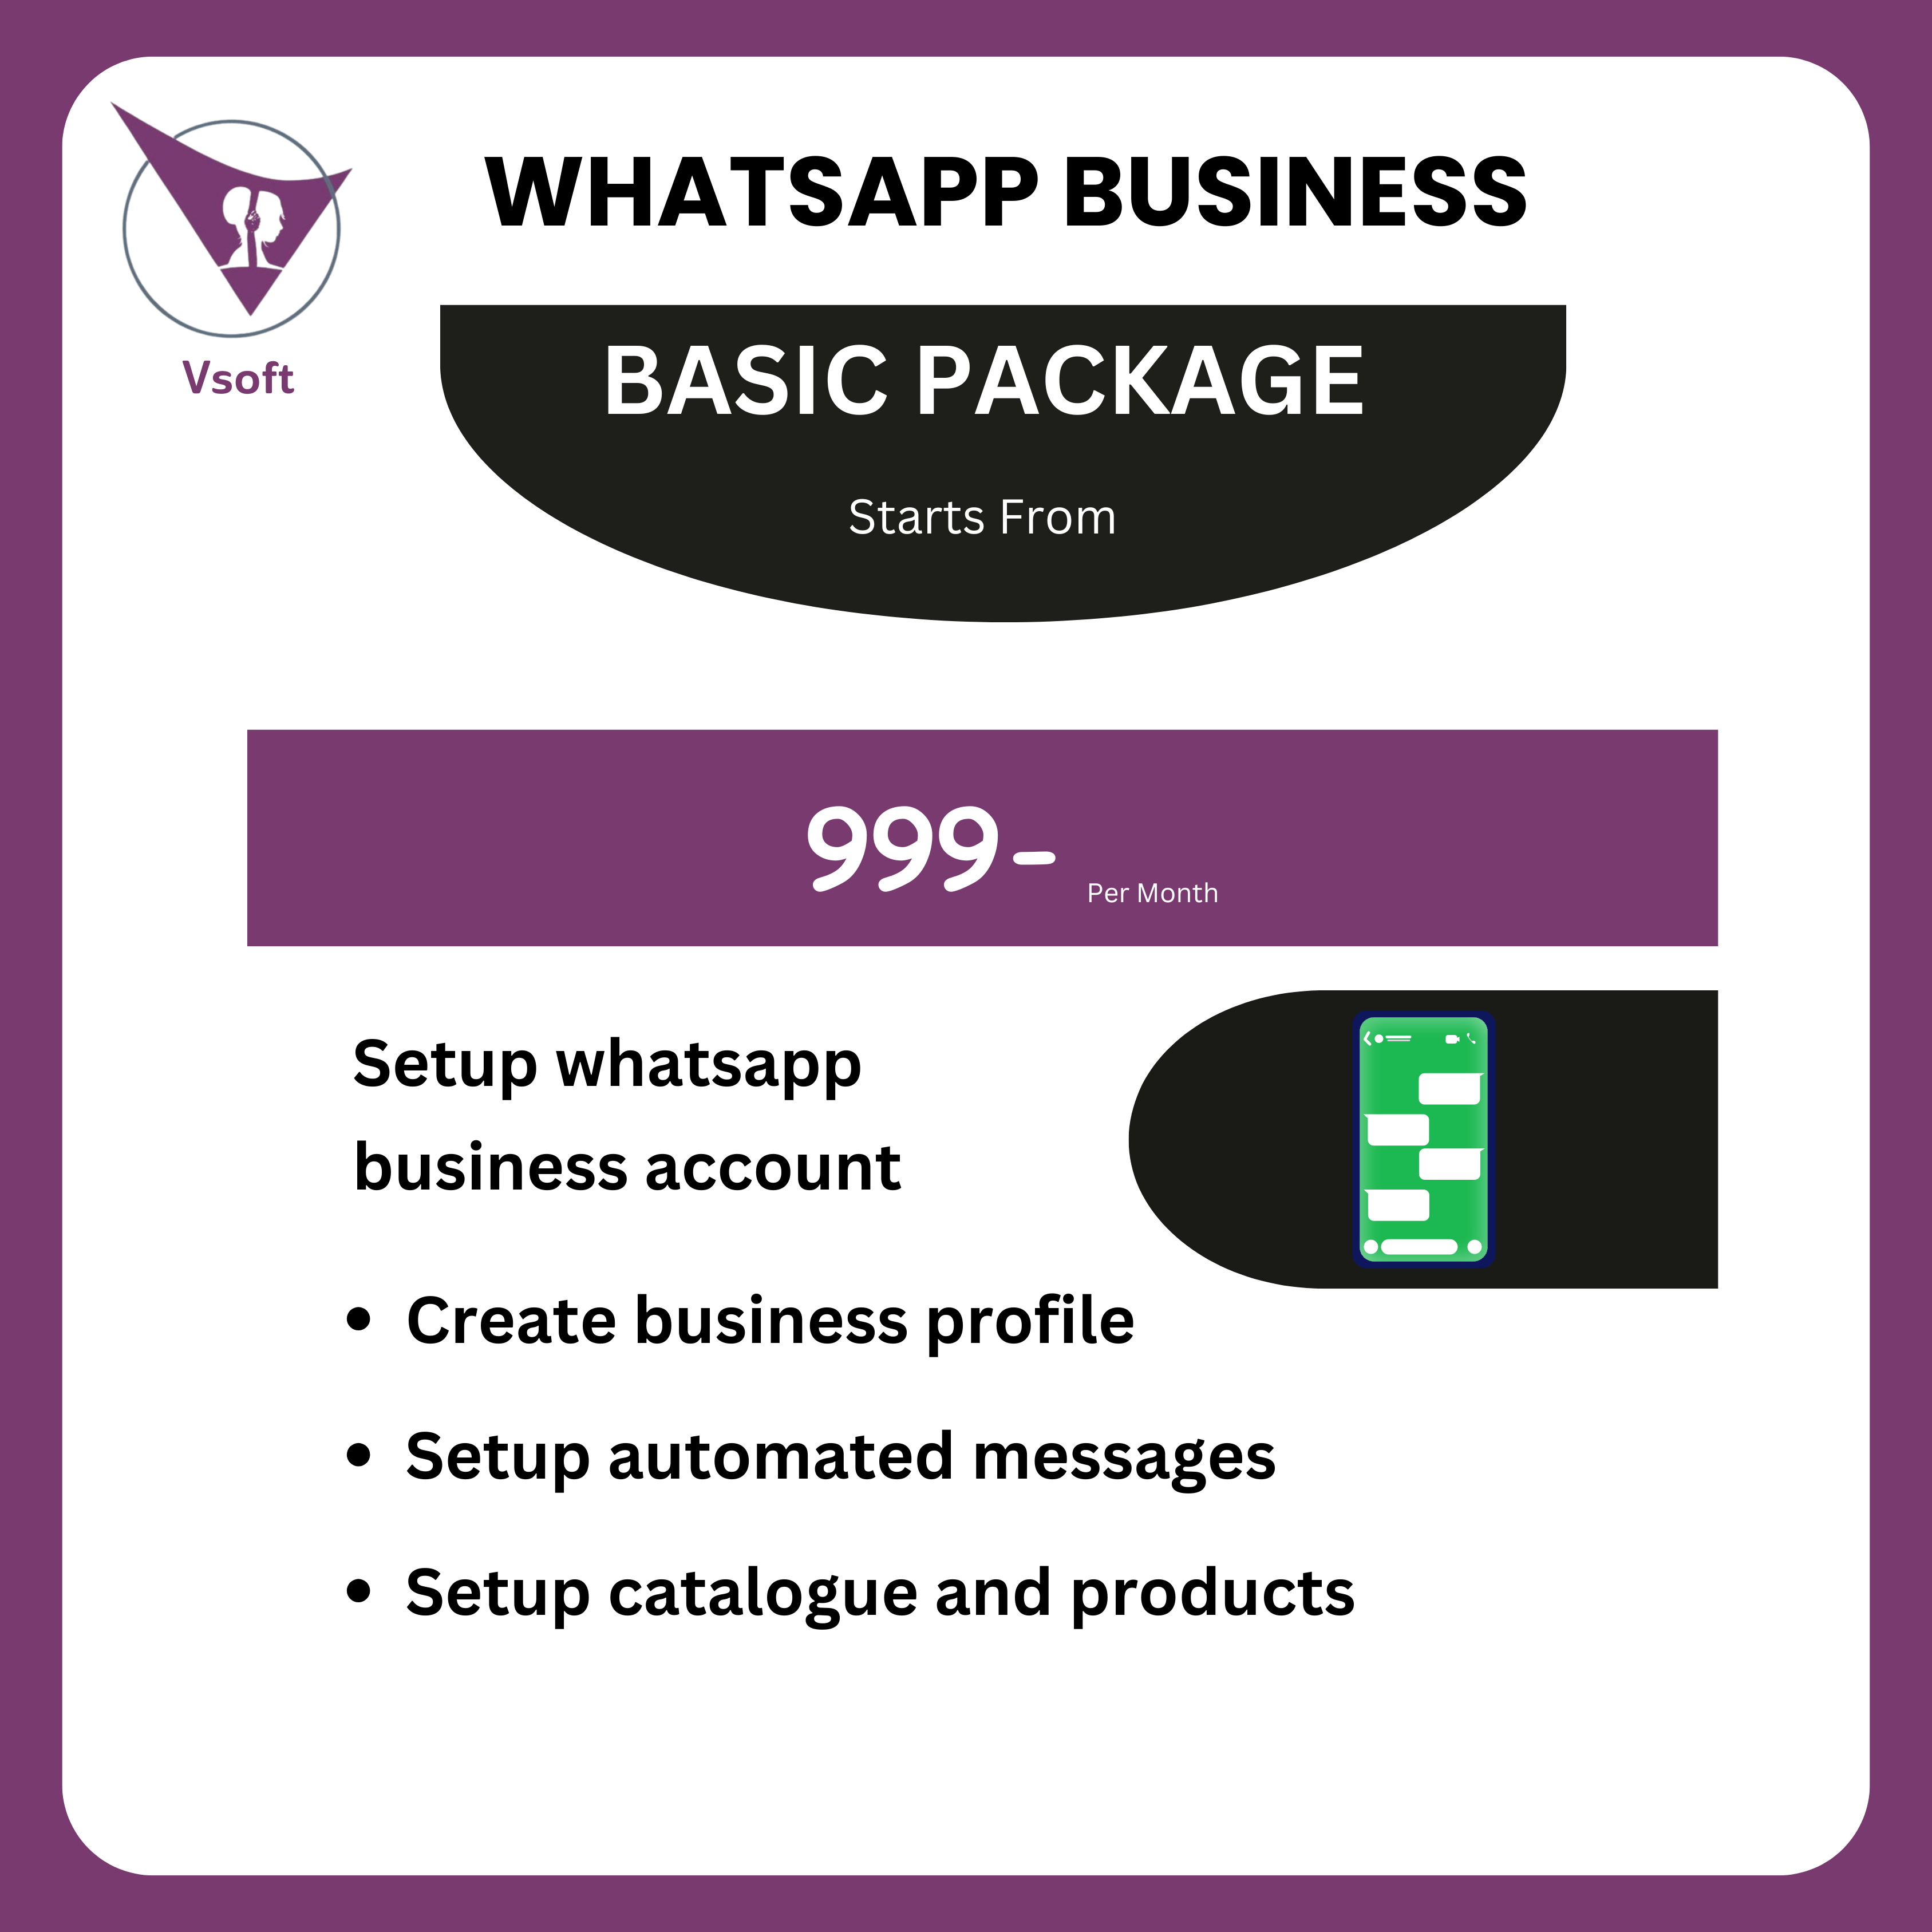 WHATSAPP BUSINESS
Vsoft
BASIC PACKAGE
Starts From
999-
Per Month
Setup whatsapp
business account
• Create business profile
• Setup automated messages
• Setup catalogue and products